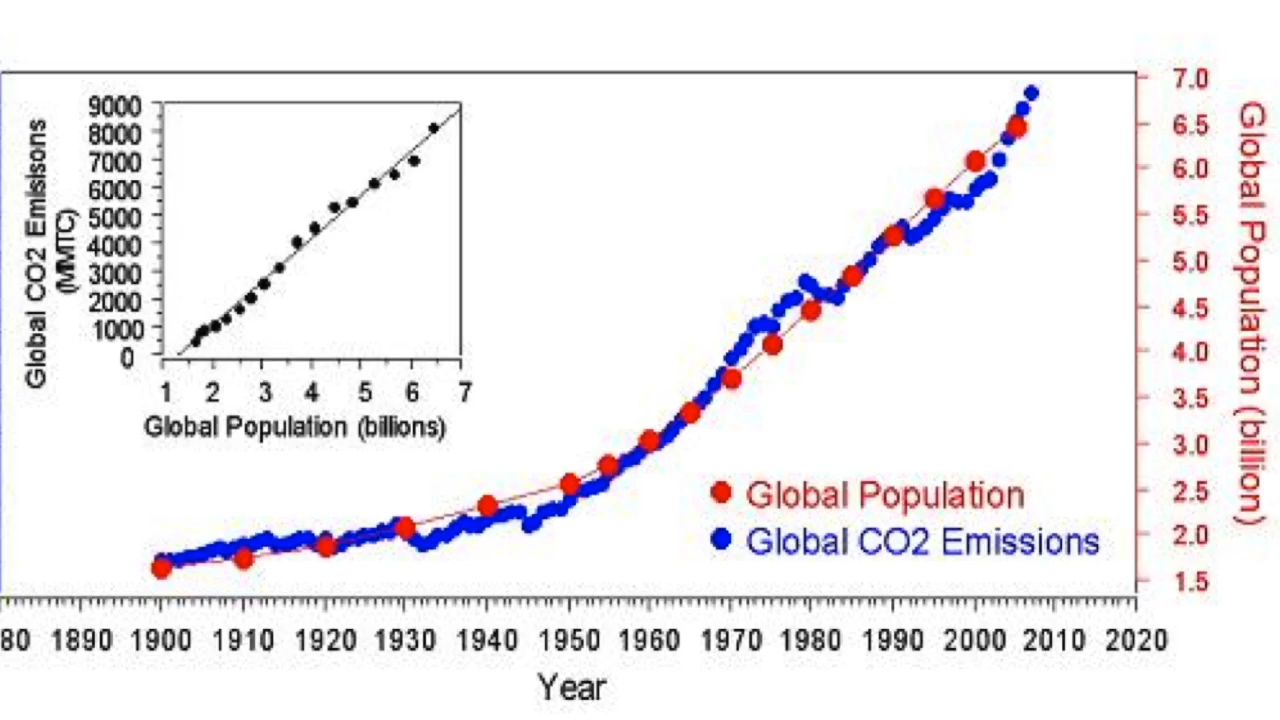 9000
8000
7000
6000
5000
4000
3000
2000
1000
0
Global CO2 Emisisons
(MMTC)
1 2 3 4 5 6 7
Global Population (billions)
7.0
6.5
6.0
5.5
5.0
4.5
4.0
3.5
3.0
2.5
2.0
1.5
Global Population (billion)
Global Population
Global CO2 Emissions
80 1890 1900 1910 1920 1930 1940 1950 1960 1970 1980 1990 2000 2010 2020
Year